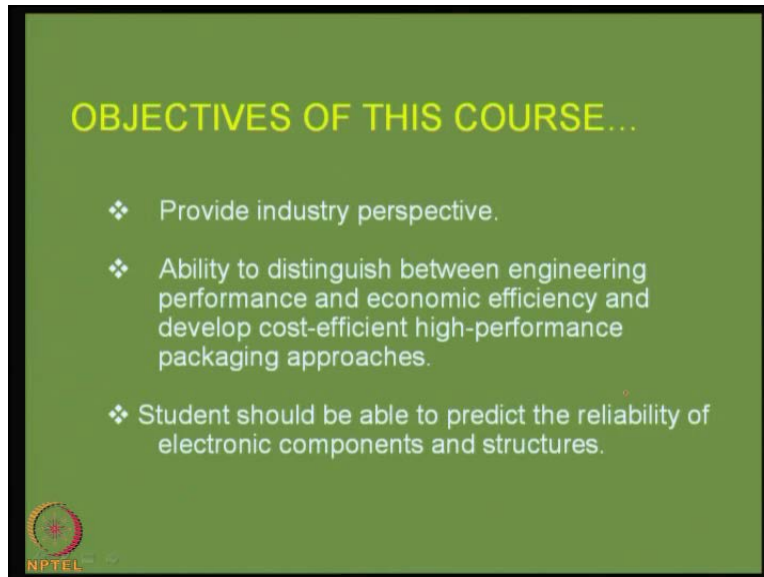 OBJECTIVES OF THIS COURSE...
❖ Provide industry perspective.
❖ Ability to distinguish between engineering
performance and economic efficiency and
develop cost-efficient high-performance
packaging approaches.
❖ Student should be able to predict the reliability of
electronic components and structures.
NPTEL